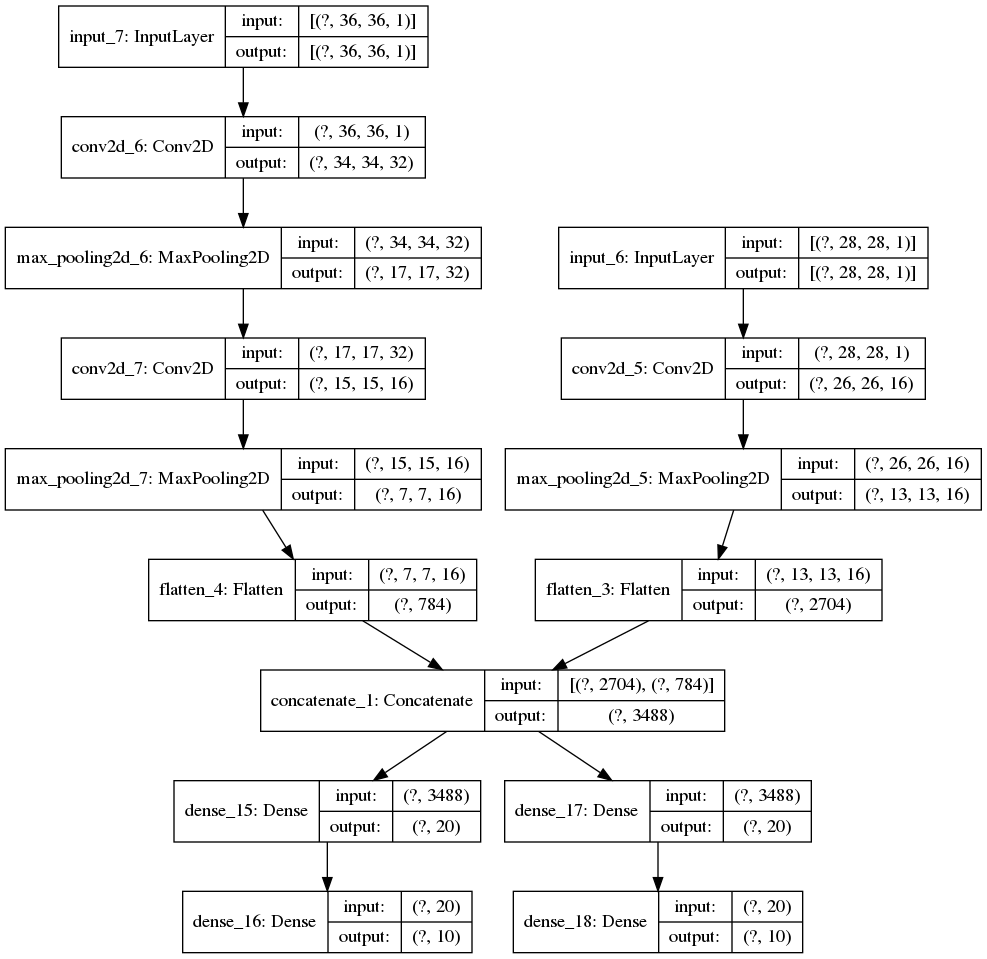 input_7: InputLayer
input: [(?, 36, 36, 1)]
output: [(?, 36, 36, 1)]
conv2d_6: Conv2D
input: (?, 36, 36, 1)
output: (?, 34, 34, 32)
max_pooling2d_6: MaxPooling2D
input: (?, 34, 34, 32)
output: (?, 17, 17, 32)
input_6: InputLayer
input: [(?, 28, 28, 1)]
output: [(?, 28, 28, 1)]
conv2d_7: Conv2D
input: (?, 17, 17, 32)
output: (?, 15, 15, 16)
conv2d_5: Conv2D
input: (?, 28, 28, 1)
output: (?, 26, 26, 16)
max_pooling2d_7: MaxPooling2D
input: (?, 15, 15, 16)
output: (?, 7, 7, 16)
max_pooling2d_5: MaxPooling2D
input: (?, 26, 26, 16)
output: (?, 13, 13, 16)
flatten_4: Flatten
input: (?, 7, 7, 16)
output: (?, 784)
flatten_3: Flatten
input: (?, 13, 13, 16)
output: (?, 2704)
concatenate_1: Concatenate
input: [(?, 2704), (?, 784)]
output: (?, 3488)
dense_15: Dense
input: (?, 3488)
output: (?, 20)
dense_17: Dense
input: (?, 3488)
output: (?, 20)
dense_16: Dense
input: (?, 20)
output: (?, 10)
dense_18: Dense
input: (?, 20)
output: (?, 10)